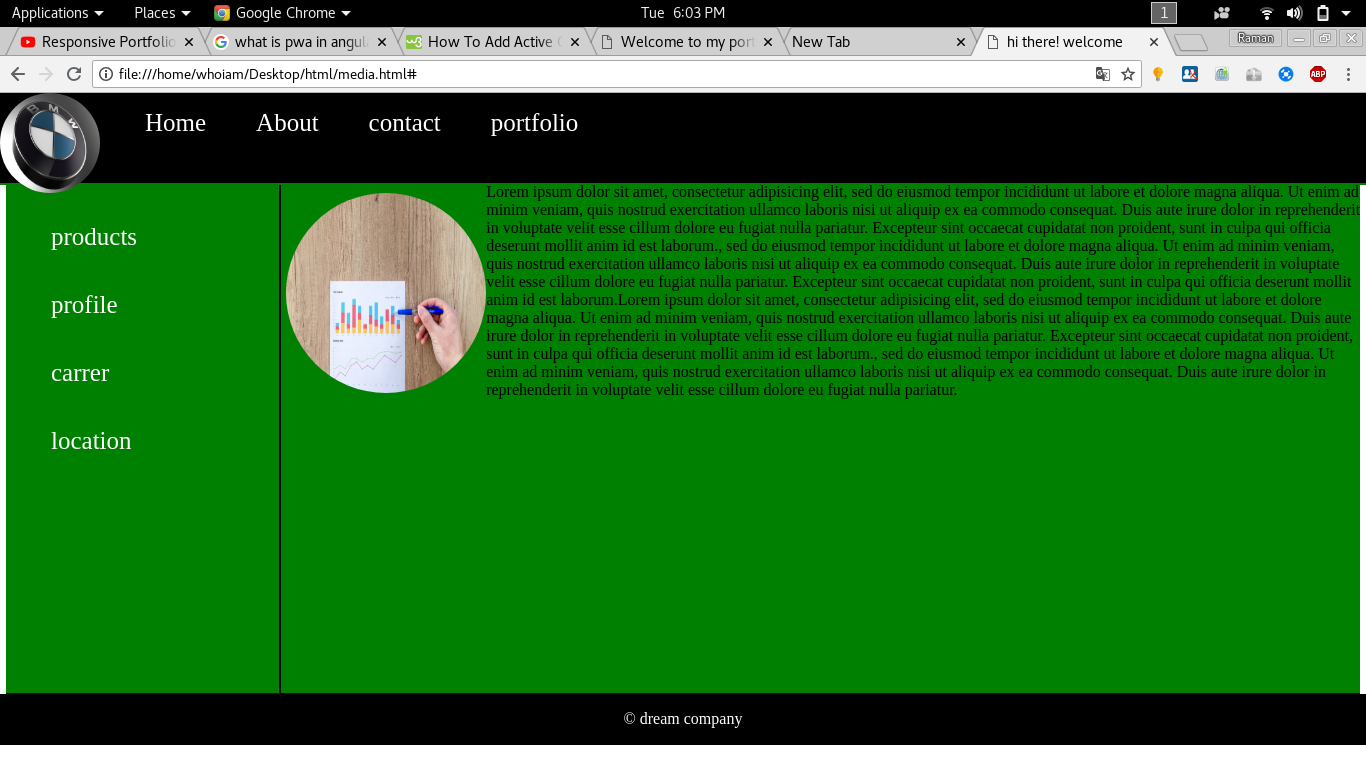 Applications Places Google Chrome Tue 6:03 PM 1
Responsive Portfolio what is pwa in angula How To Add Active C Welcome to my port New Tab hi there! welcome Raman
file:///home/whoiam/Desktop/html/media.html# ABP
BMW
Home About contact portfolio
products
profile
carrer
location
Lorem ipsum dolor sit amet, consectetur adipisicing elit, sed do eiusmod tempor incididunt ut labore et dolore magna aliqua. Ut enim ad
minim veniam, quis nostrud exercitation ullamco laboris nisi ut aliquip ex ea commodo consequat. Duis aute irure dolor in reprehenderit
in voluptate velit esse cillum dolore eu fugiat nulla pariatur. Excepteur sint occaecat cupidatat non proident, sunt in culpa qui officia
deserunt mollit anim id est laborum., sed do eiusmod tempor incididunt ut labore et dolore magna aliqua. Ut enim ad minim veniam,
quis nostrud exercitation ullamco laboris nisi ut aliquip ex ea commodo consequat. Duis aute irure dolor in reprehenderit in voluptate
velit esse cillum dolore eu fugiat nulla pariatur. Excepteur sint occaecat cupidatat non proident, sunt in culpa qui officia deserunt mollit
anim id est laborum.Lorem ipsum dolor sit amet, consectetur adipisicing elit, sed do eiusmod tempor incididunt ut labore et dolore
magna aliqua. Ut enim ad minim veniam, quis nostrud exercitation ullamco laboris nisi ut aliquip ex ea commodo consequat. Duis aute
irure dolor in reprehenderit in voluptate velit esse cillum dolore eu fugiat nulla pariatur. Excepteur sint occaecat cupidatat non proident,
sunt in culpa qui officia deserunt mollit anim id est laborum., sed do eiusmod tempor incididunt ut labore et dolore magna aliqua. Ut
enim ad minim veniam, quis nostrud exercitation ullamco laboris nisi ut aliquip ex ea commodo consequat. Duis aute irure dolor in
reprehenderit in voluptate velit esse cillum dolore eu fugiat nulla pariatur.
© dream company